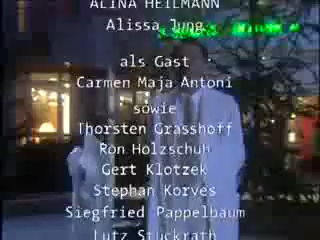 ALINA HEILMANN
Alissa Jung
als Gast
Carmen Maja Antoni
sowie
Thorsten Grasshoff
Ron Holzschuh
Gert Klotzek
Stephan Korves
Siegfried Pappelbaum
Lutz Stückrath